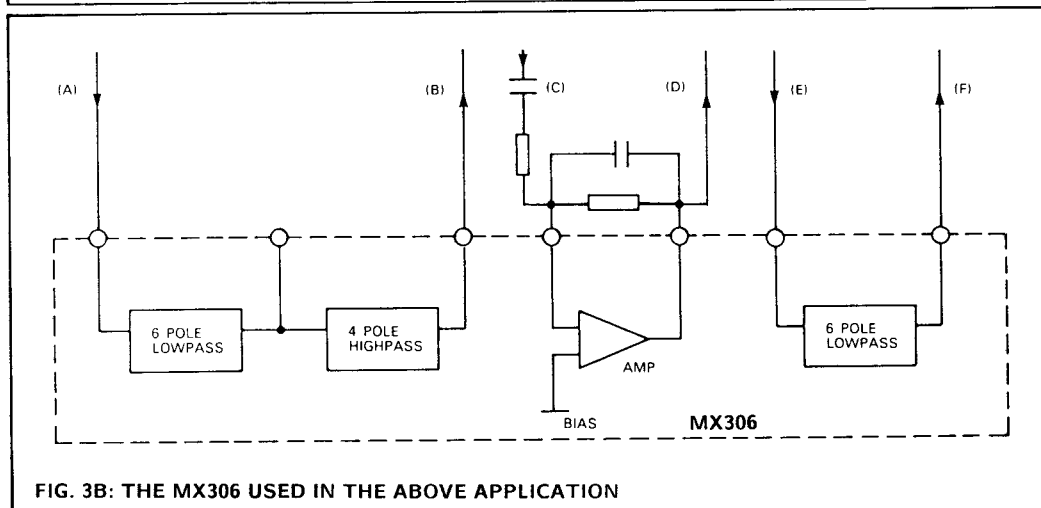 (A)
(B)
(C)
(D)
(E)
(F)
6 POLE
LOWPASS
4 POLE
HIGHPASS
AMP
BIAS
6 POLE
LOWPASS
MX306
FIG. 3B: THE MX306 USED IN THE ABOVE APPLICATION